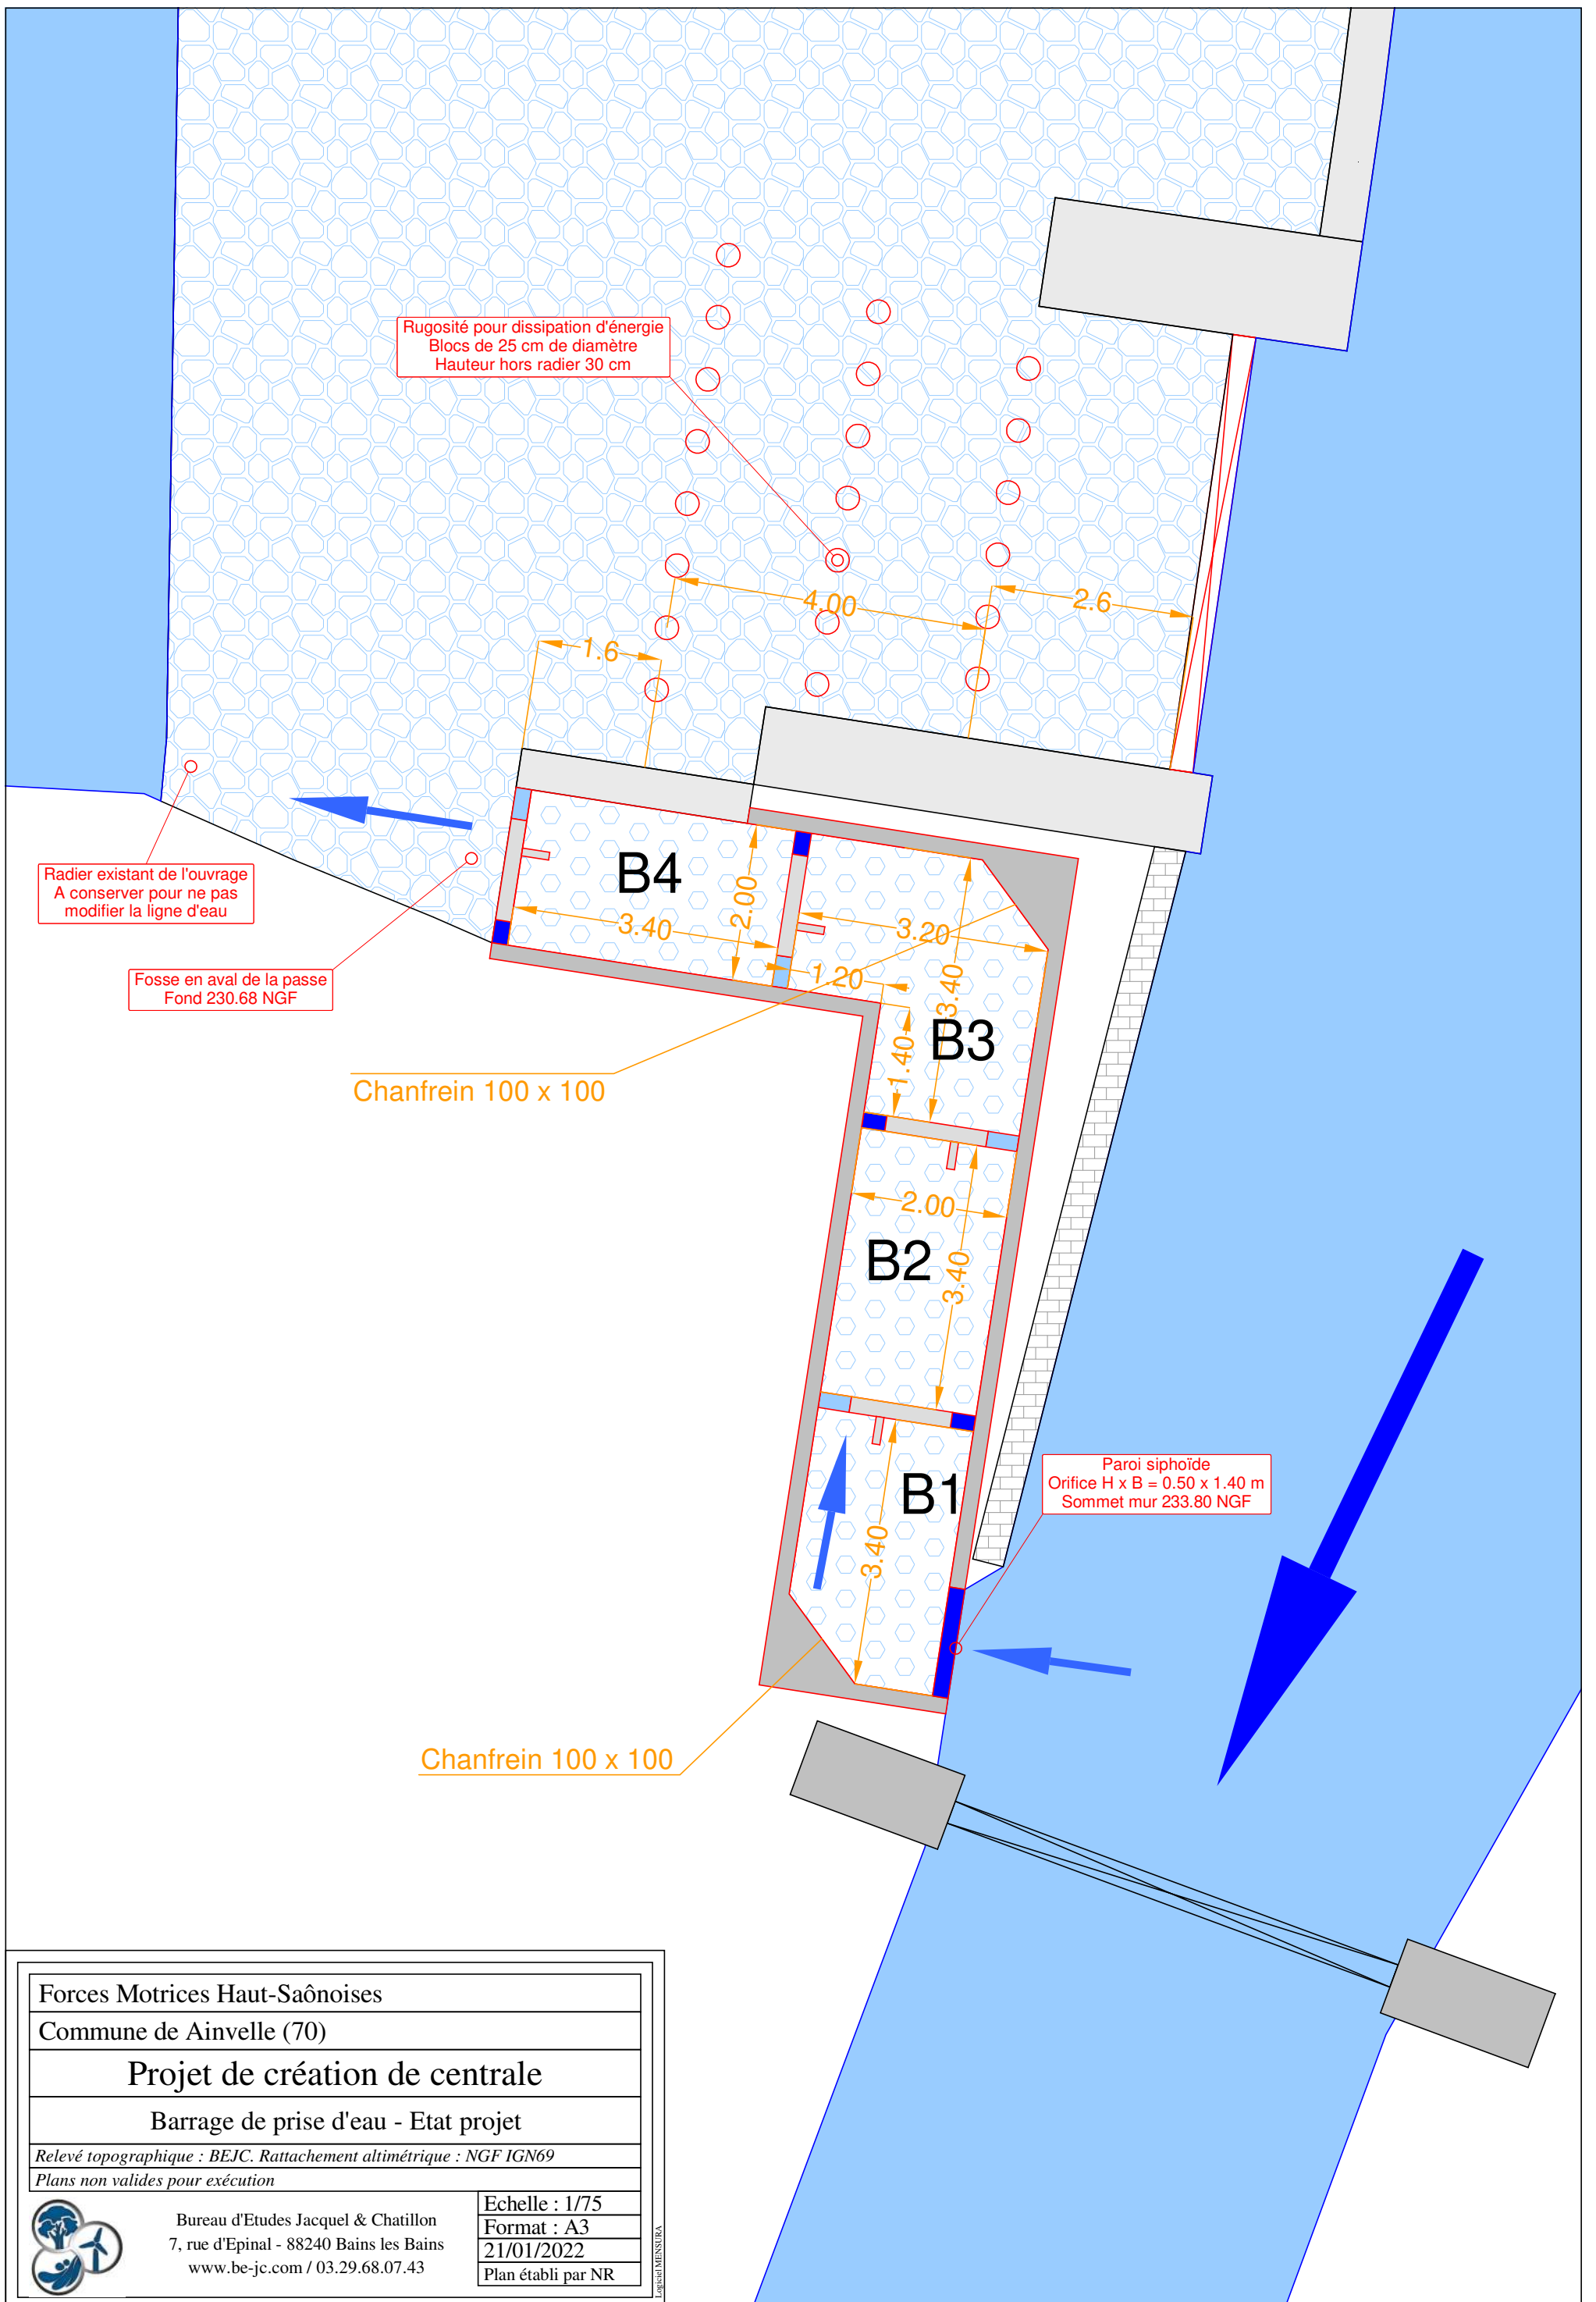 Rugosité pour dissipation d'énergie
Blocs de 25 cm de diamètre
Hauteur hors radier 30 cm
4.00
2.6
1.6
Radier existant de l'ouvrage
A conserver pour ne pas
modifier la ligne d'eau
Fosse en aval de la passe
Fond 230.68 NGF
B4
3.40
2.00
3.20
1.20
3.40
1.40
B3
Chanfrein 100 x 100
2.00
B2
3.40
B1
3.40
Paroi siphoïde
Orifice H x B = 0.50 x 1.40 m
Sommet mur 233.80 NGF
Chanfrein 100 x 100
Forces Motrices Haut-Saônoises
Commune de Ainvelle (70)
Projet de création de centrale
Barrage de prise d'eau - Etat projet
Relevé topographique : BEJC. Rattachement altimétrique : NGF IGN69
Plans non valides pour exécution
Bureau d'Etudes Jacquel & Chatillon
7, rue d'Epinal - 88240 Bains les Bains
www.be-jc.com / 03.29.68.07.43
Echelle : 1/75
Format : A3
21/01/2022
Plan établi par NR
Logiciel MENSURA